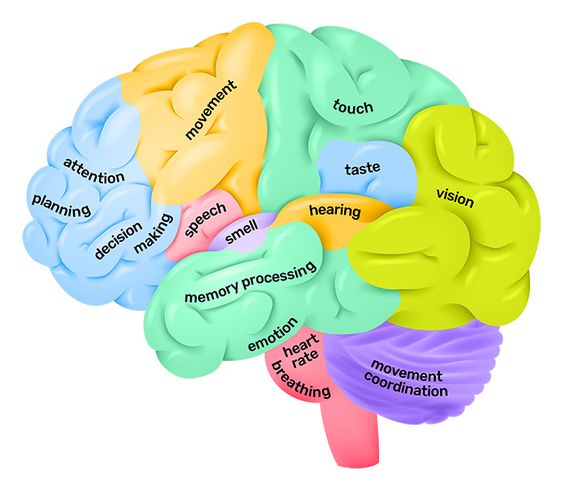 movement
touch
attention
taste
planning
vision
decision
making
speech
hearing
smell
memory processing
emotion
heart
rate
breathing
movement
coordination